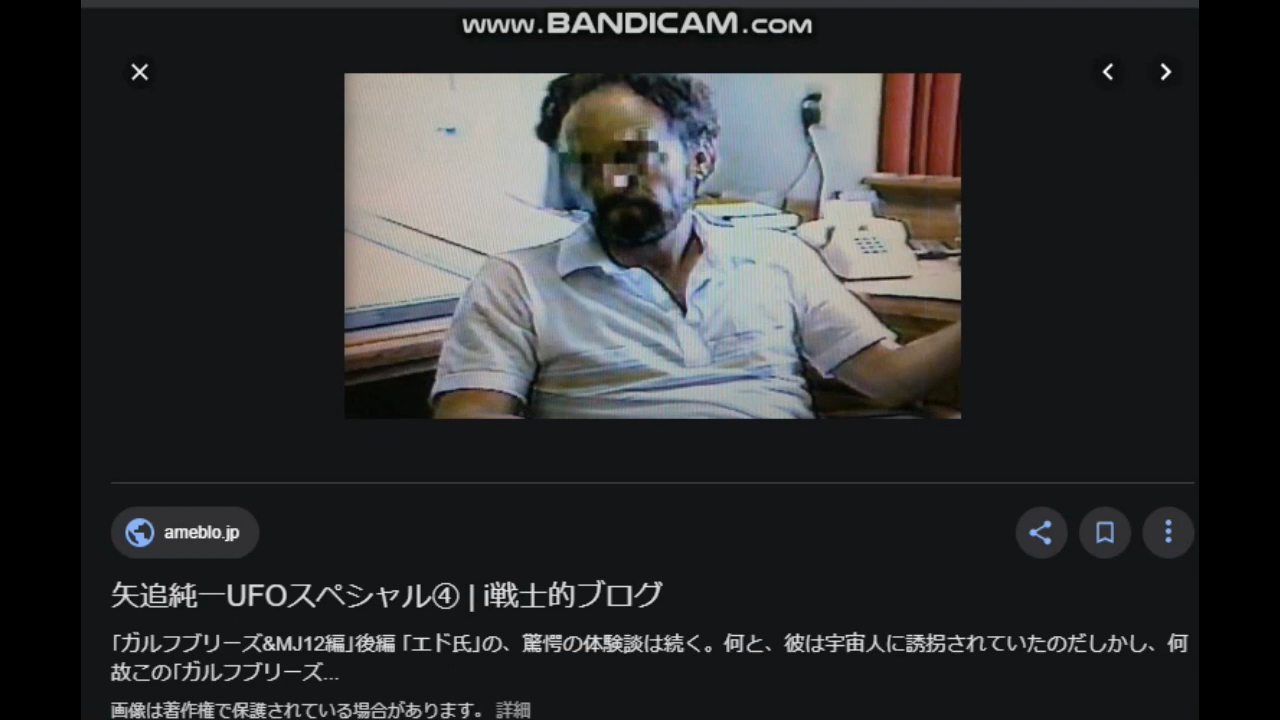 www.BANDICAM.com
ameblo.jp
矢追純一UFOスペシャル④ | i戦士的ブログ
「ガルフブリーズ&MJ12編」後編 「エド氏」の、驚愕の体験談は続く。何と、彼は宇宙人に誘拐されていたのだしかし、何
故この「ガルフブリーズ...
画像は著作権で保護されている場合があります。 詳細